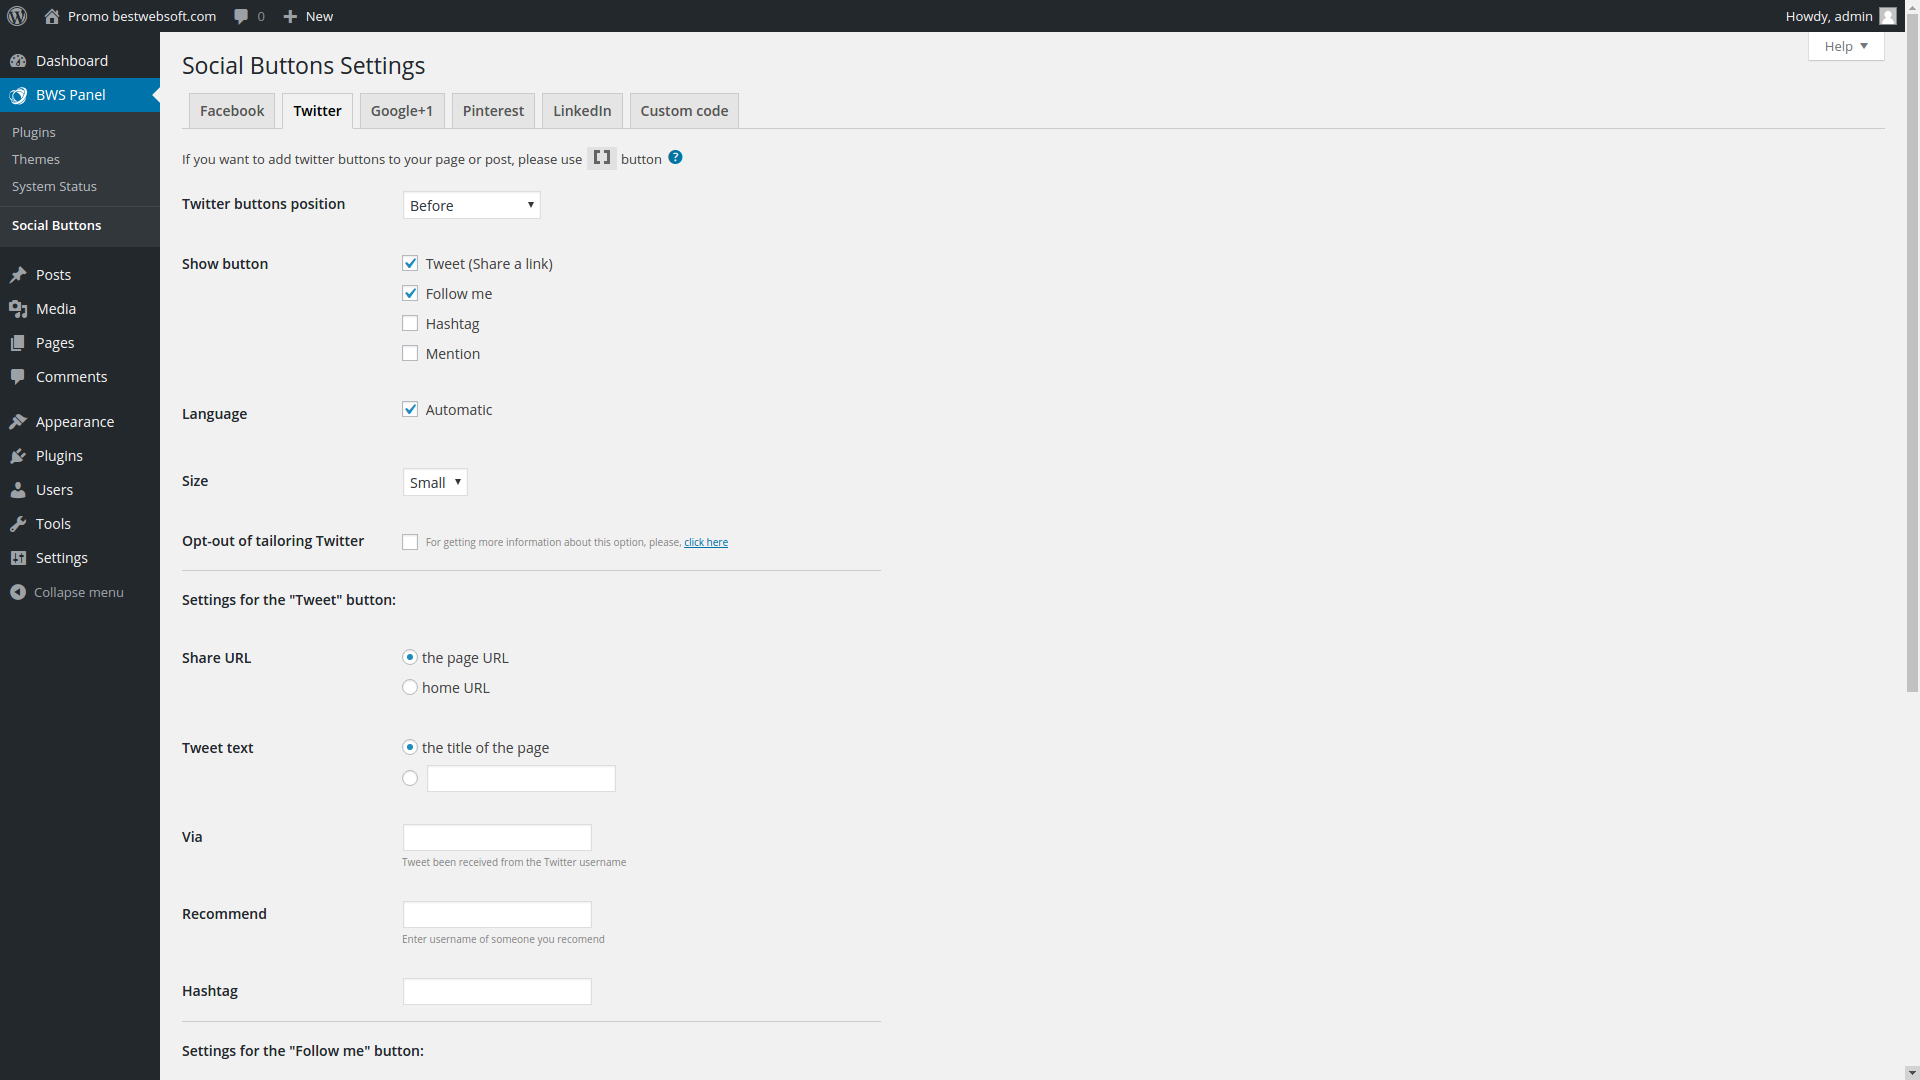 Promo bestwebsoft.com 0 New Howdy, admin
Help
Dashboard
BWS Panel
Plugins
Themes
System Status
Social Buttons
Posts
Media
Pages
Comments
Appearance
Plugins
Users
Tools
Settings
Collapse menu
Social Buttons Settings
Facebook Twitter Google+1 Pinterest LinkedIn Custom code
If you want to add twitter buttons to your page or post, please use [ ] button ?
Twitter buttons position Before
Show button Tweet (Share a link)
Follow me
Hashtag
Mention
Language Automatic
Size Small
Opt-out of tailoring Twitter For getting more information about this option, please, click here
Settings for the "Tweet" button:
Share URL the page URL
home URL
Tweet text the title of the page
Via
Tweet been received from the Twitter username
Recommend
Enter username of someone you recomend
Hashtag
Settings for the "Follow me" button: